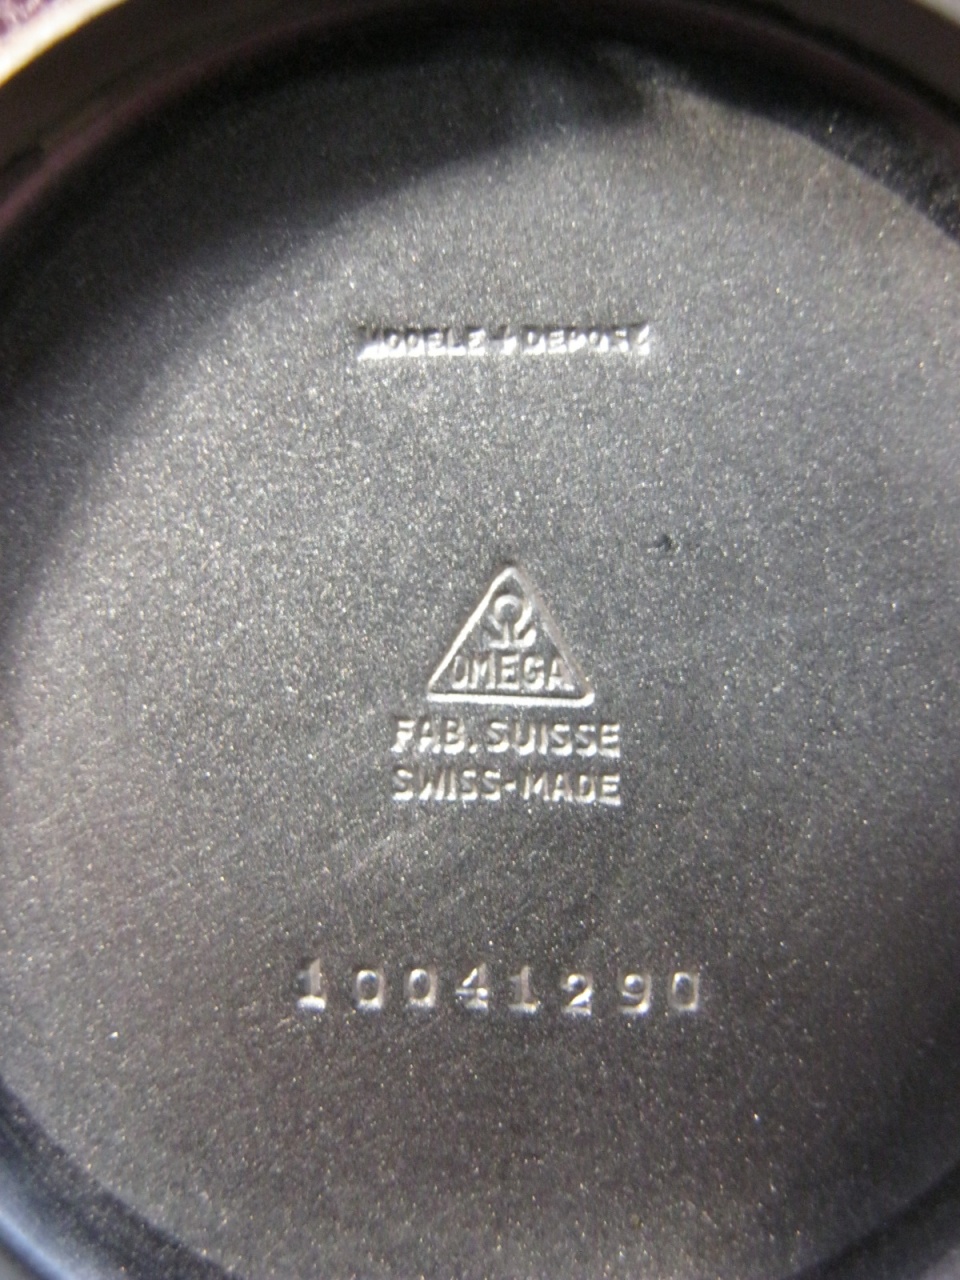 MODELE DEPOSE
Ω
OMEGA
FAB. SUISSE
SWISS-MADE
10041290